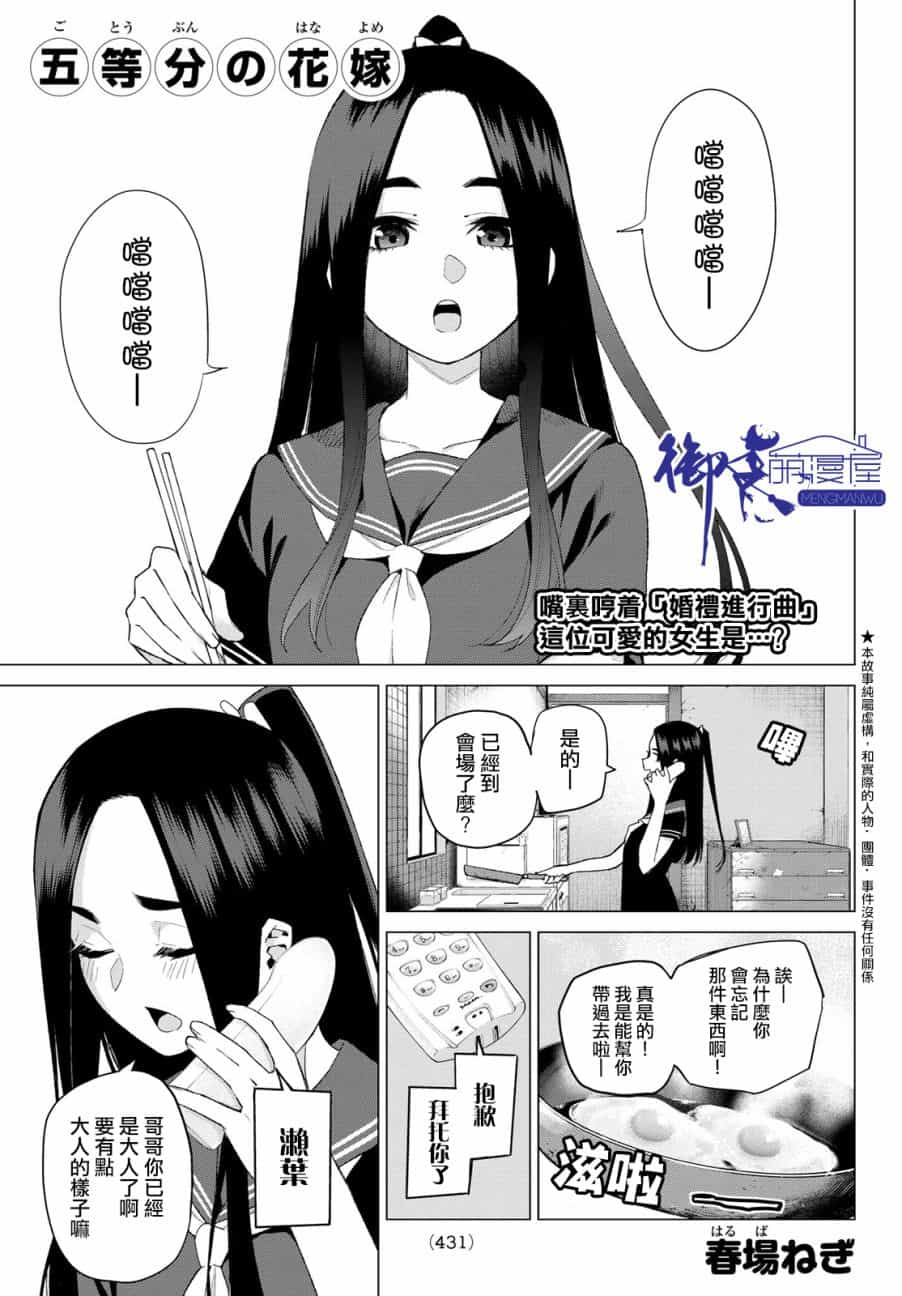 五等分の花嫁
ごとうぶんはなよめ
噹噹噹噹ー
噹噹噹噹ー
御宅萌漫屋
MENGMANWU
嘴裏哼着「婚禮進行曲」
這位可愛的女生是…？
★本故事純屬虛構，和實際的人物．團體．事件沒有任何關係
嗶
是的ー
已經到
會場了麼？
誒ー
為什麼你
會忘記
那件東西啊！
真是的！
我是能幫你
帶過去啦ー
滋啦
ー
抱歉
拜托你了
瀨葉
哥哥你已經
是大人了啊
要有點
大人的樣子嘛
(431)
はるば
春場ねぎ